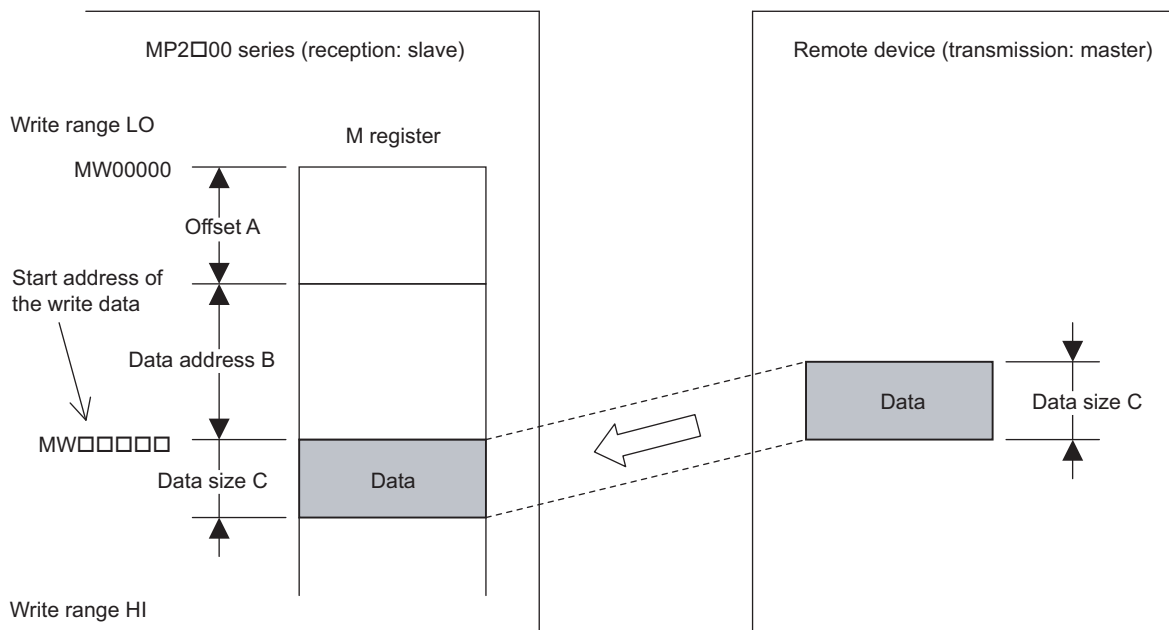 MP2□00 series (reception: slave)
Remote device (transmission: master)
Write range LO
M register
MW00000
Offset A
Start address of
the write data
Data address B
Data
Data size C
MW□□□□□
Data size C
Data
Write range HI